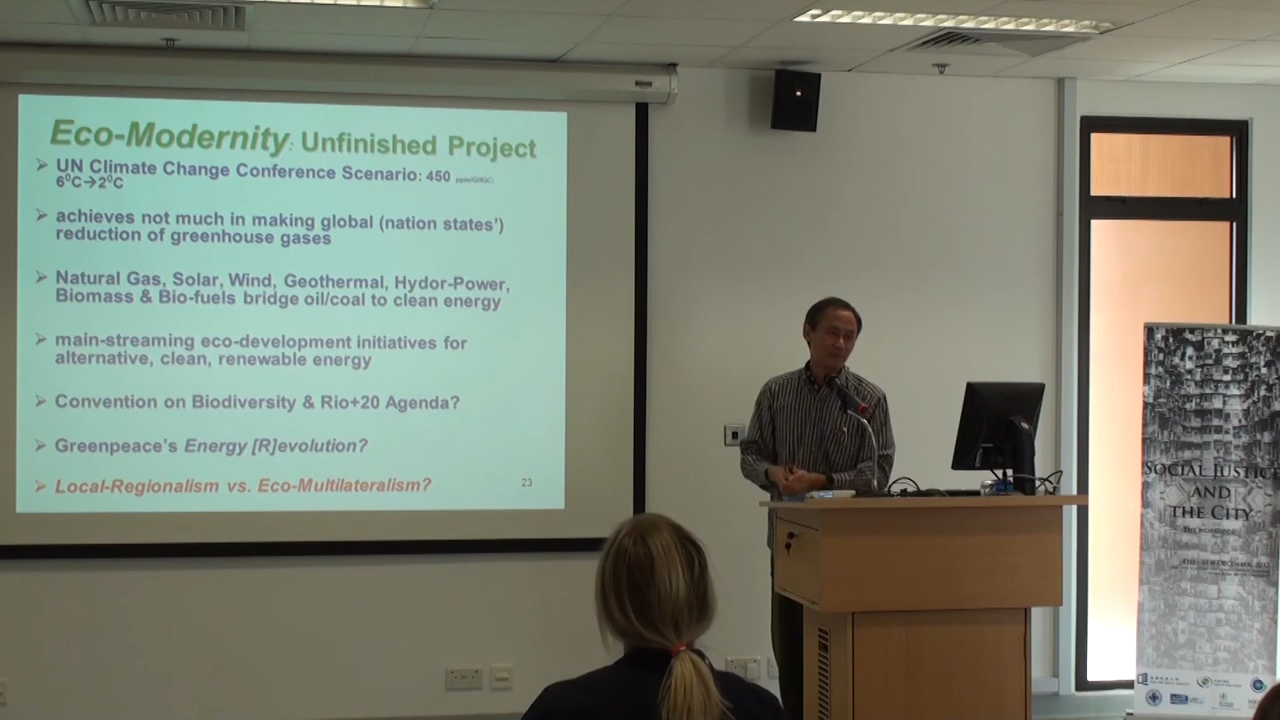 Eco-Modernity: Unfinished Project
➢ UN Climate Change Conference Scenario: 450
6⁰C→2⁰C
➢ achieves not much in making global (nation states’)
reduction of greenhouse gases
➢ Natural Gas, Solar, Wind, Geothermal, Hydor-Power,
Biomass & Bio-fuels bridge oil/coal to clean energy
➢ main-streaming eco-development initiatives for
alternative, clean, renewable energy
➢ Convention on Biodiversity & Rio+20 Agenda?
➢ Greenpeace’s Energy [R]evolution?
➢ Local-Regionalism vs. Eco-Multilateralism?
23
SOCIAL JUSTICE
AND
THE CITY